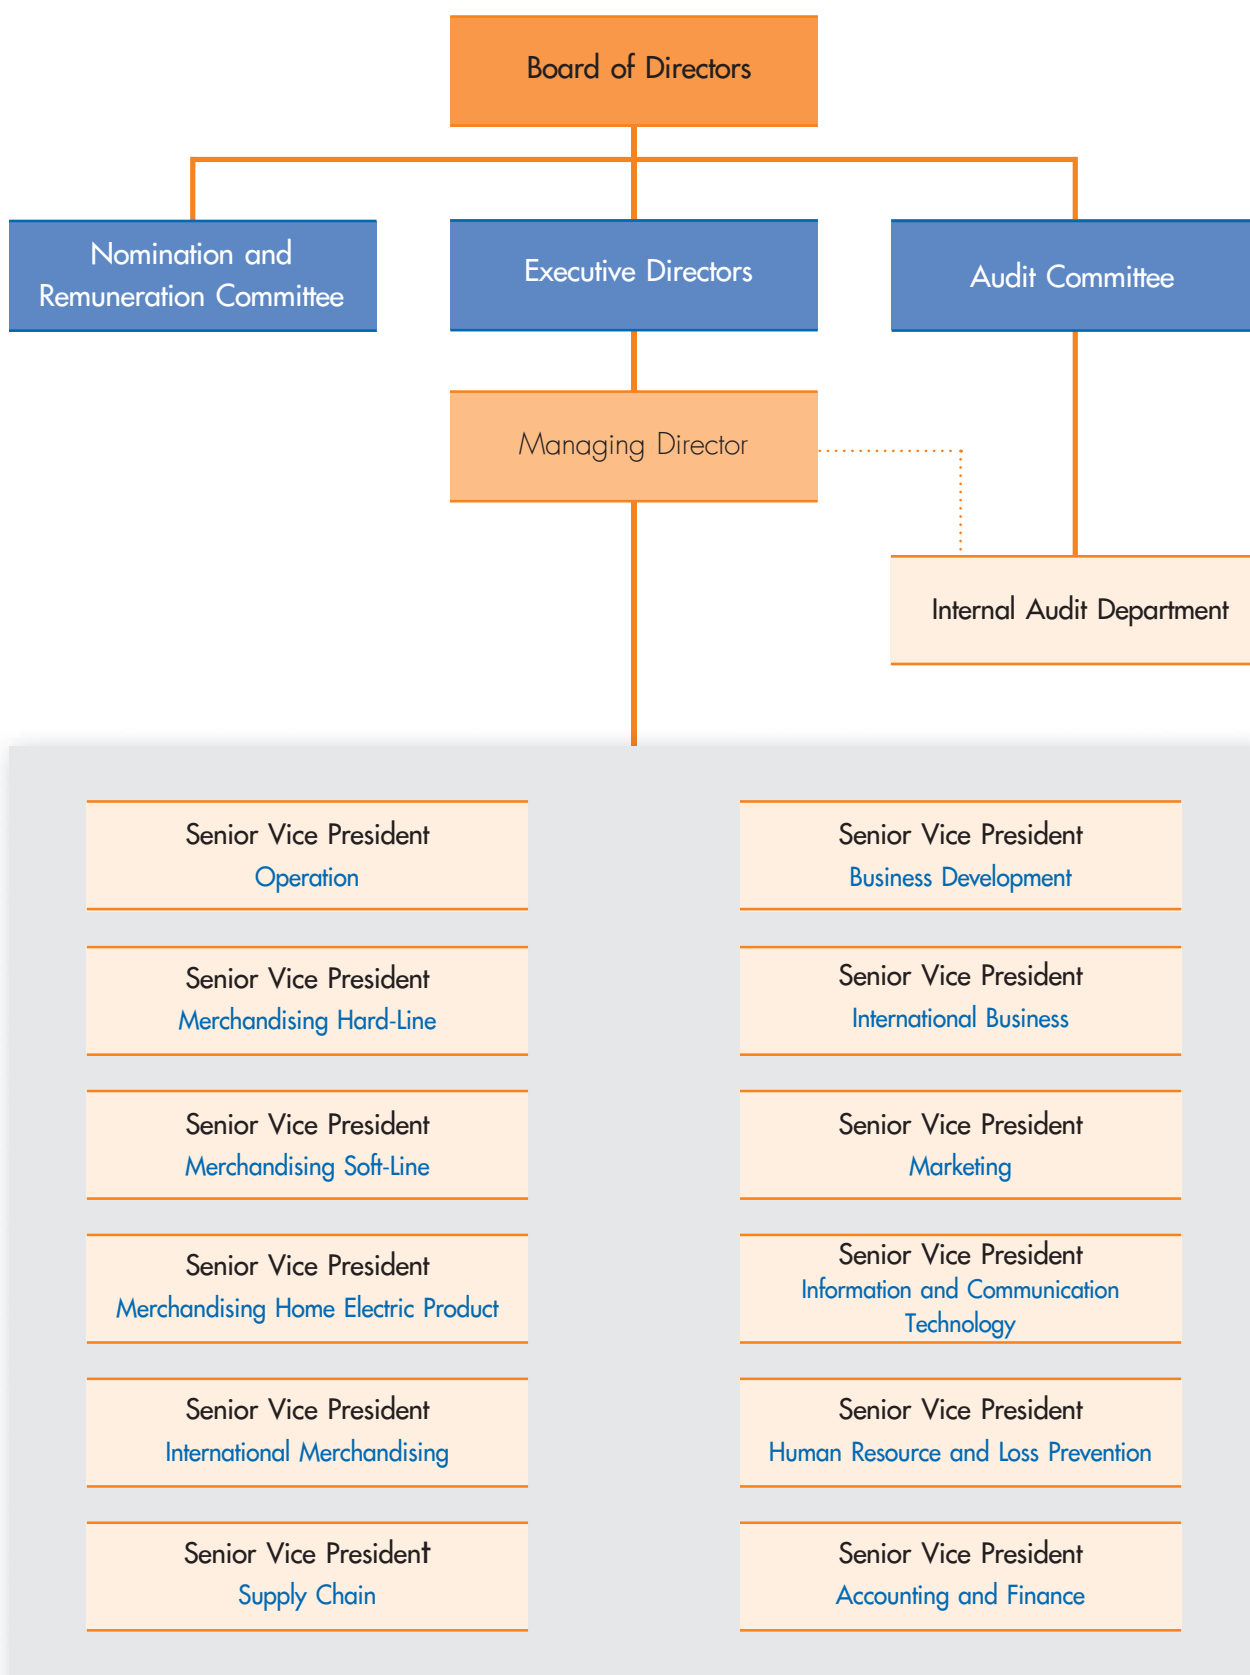 Board of Directors
Nomination and
Remuneration Committee
Executive Directors
Audit Committee
Managing Director
Internal Audit Department
Senior Vice President
Operation
Senior Vice President
Business Development
Senior Vice President
Merchandising Hard-Line
Senior Vice President
International Business
Senior Vice President
Merchandising Soft-Line
Senior Vice President
Marketing
Senior Vice President
Merchandising Home Electric Product
Senior Vice President
Information and Communication
Technology
Senior Vice President
International Merchandising
Senior Vice President
Human Resource and Loss Prevention
Senior Vice President
Supply Chain
Senior Vice President
Accounting and Finance